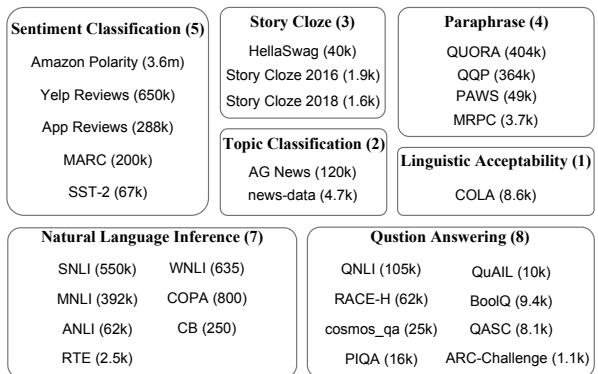 Sentiment Classification (5)
Amazon Polarity (3.6m)
Yelp Reviews (650k)
App Reviews (288k)
MARC (200k)
SST-2 (67k)
Story Cloze (3)
HellaSwag (40k)
Story Cloze 2016 (1.9k)
Story Cloze 2018 (1.6k)
Topic Classification (2)
AG News (120k)
news-data (4.7k)
Paraphrase (4)
QUORA (404k)
QQP (364k)
PAWS (49k)
MRPC (3.7k)
Linguistic Acceptability (1)
COLA (8.6k)
Natural Language Inference (7)
SNLI (550k)
MNLI (392k)
ANLI (62k)
RTE (2.5k)
WNLI (635)
COPA (800)
CB (250)
Qustion Answering (8)
QNLI (105k)
RACE-H (62k)
cosmos_qa (25k)
PIQA (16k)
QuAIL (10k)
BoolQ (9.4k)
QASC (8.1k)
ARC-Challenge (1.1k)